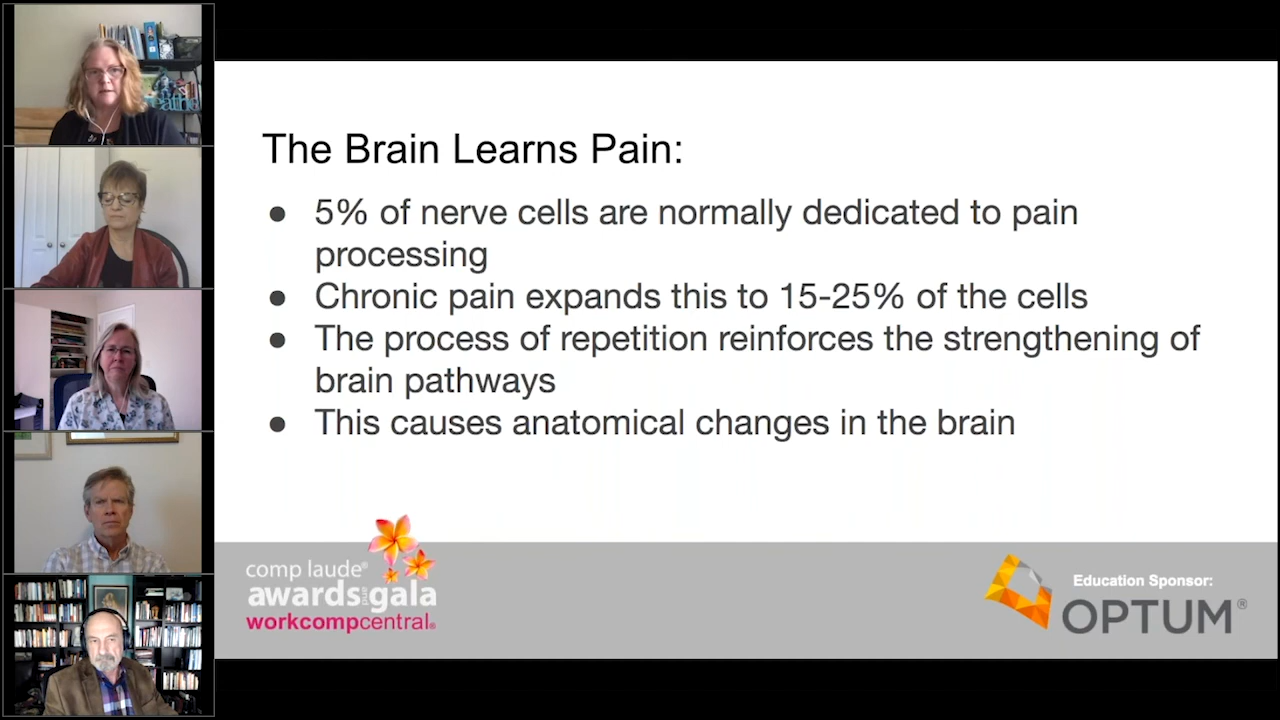 The Brain Learns Pain:
● 5% of nerve cells are normally dedicated to pain
processing
● Chronic pain expands this to 15-25% of the cells
● The process of repetition reinforces the strengthening of
brain pathways
● This causes anatomical changes in the brain
comp laude®
awards and gala
workcompcentral®
Education Sponsor:
OPTUM®